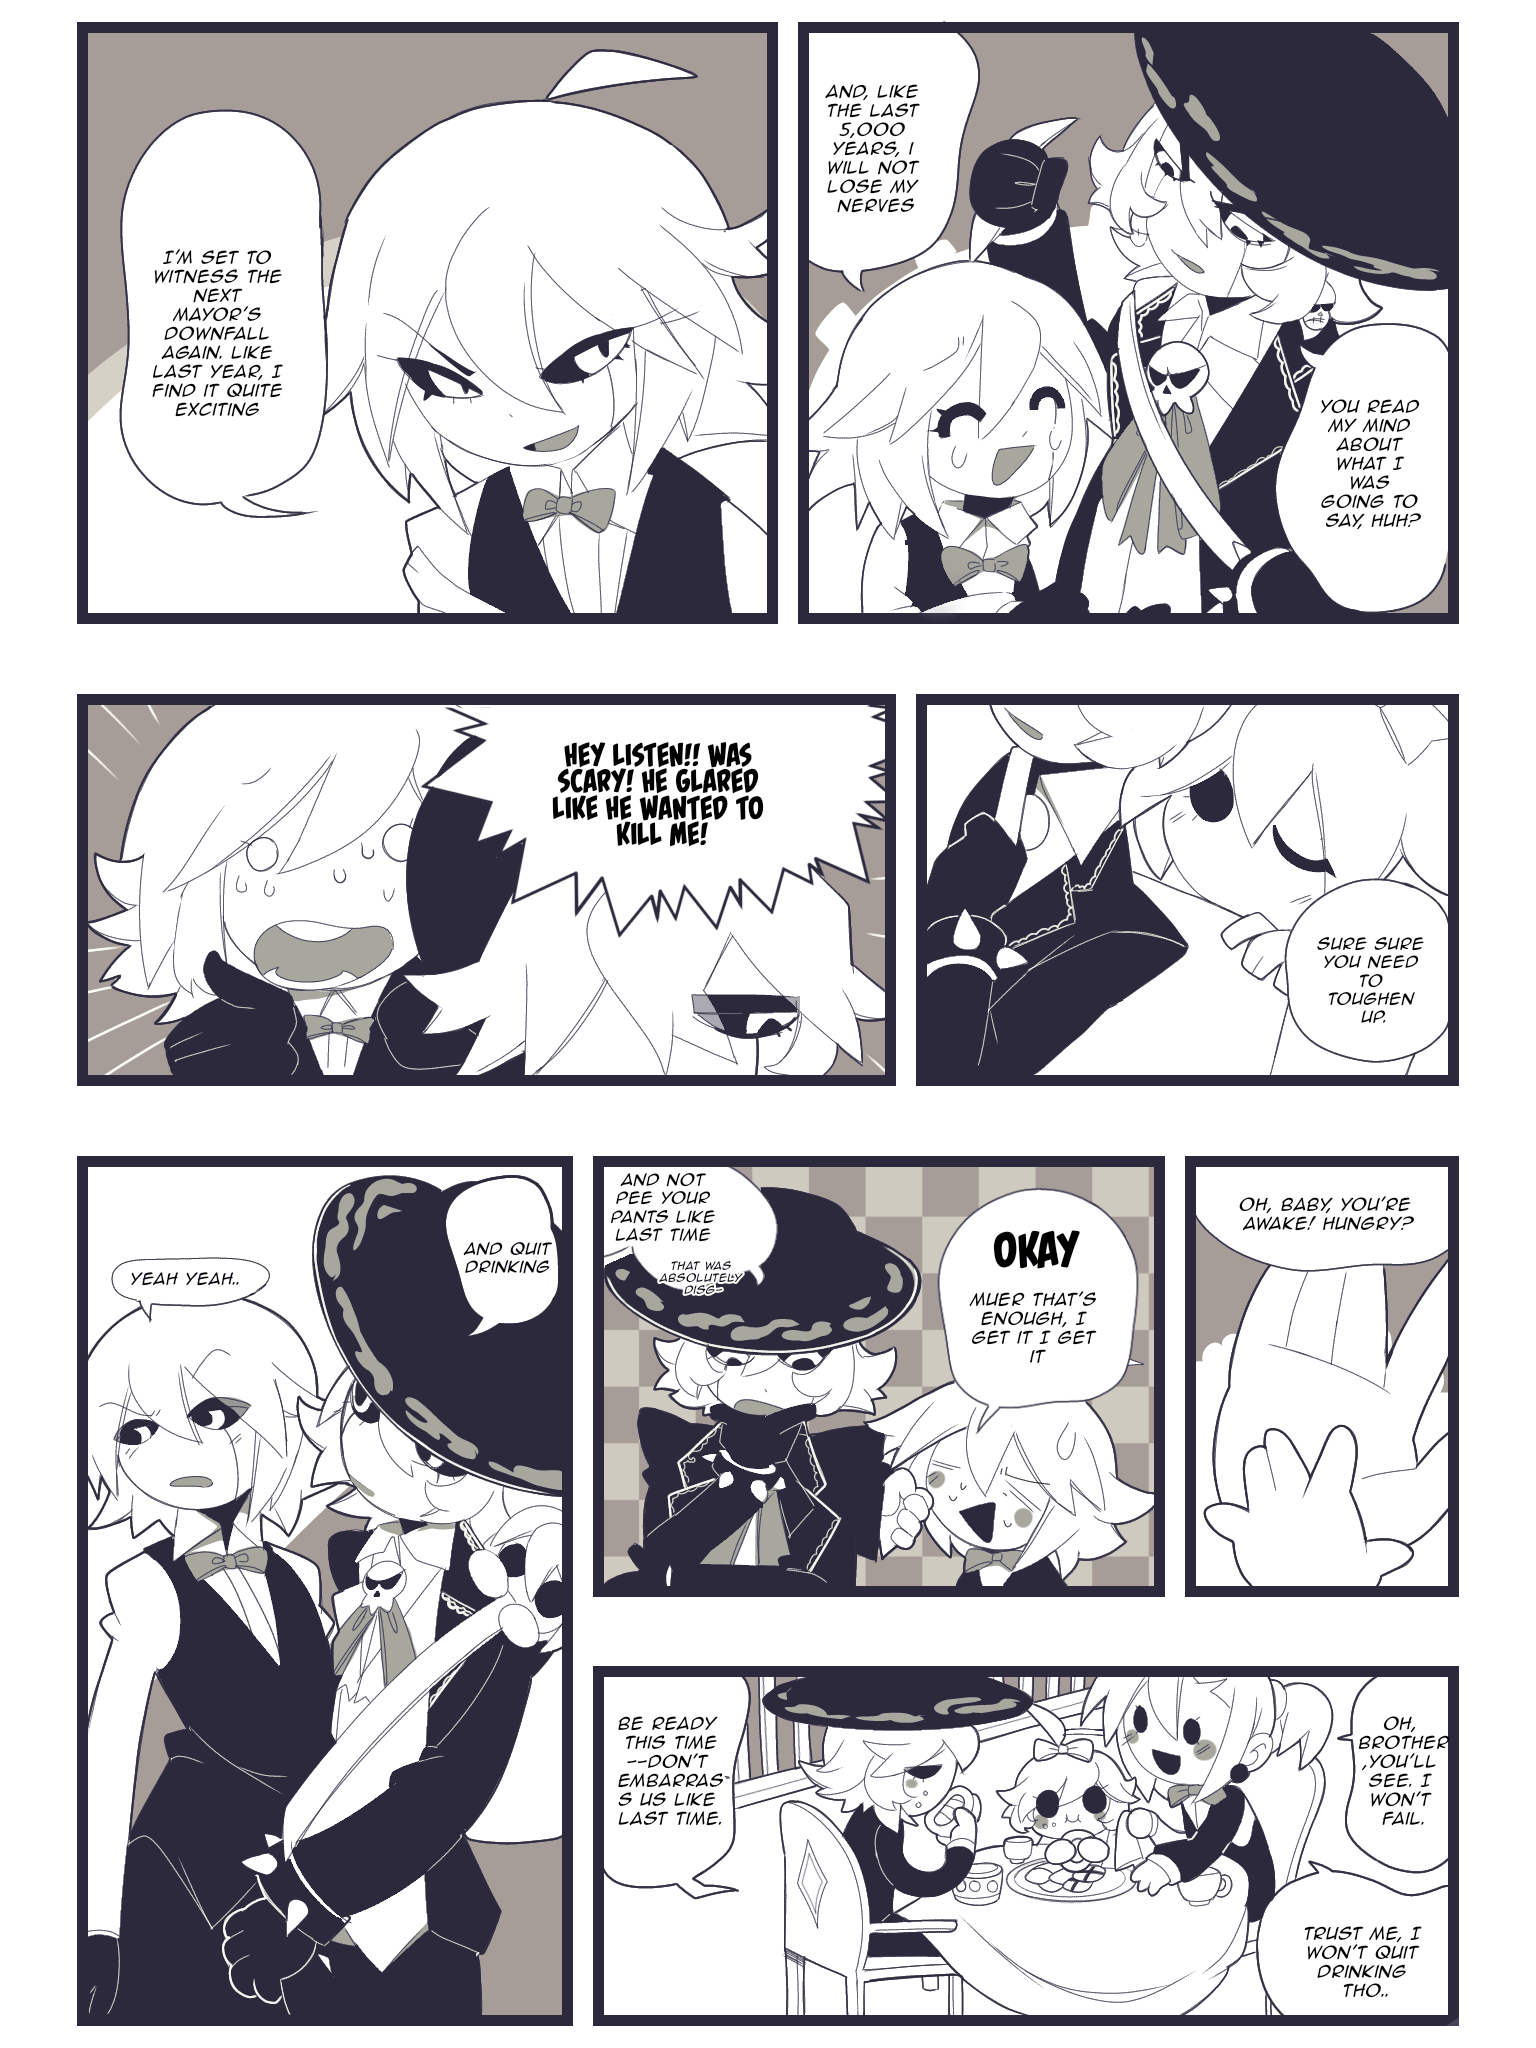 I'M SET TO
WITNESS THE
NEXT
MAYOR'S
DOWNFALL
AGAIN. LIKE
LAST YEAR, I
FIND IT QUITE
EXCITING
AND, LIKE
THE LAST
5,000
YEARS, I
WILL NOT
LOSE MY
NERVES
YOU READ
MY MIND
ABOUT
WHAT I
WAS
GOING TO
SAY, HUH?
HEY LISTEN!! WAS
SCARY! HE GLARED
LIKE HE WANTED TO
KILL ME!
SURE SURE
YOU NEED
TO
TOUGHEN
UP.
YEAH YEAH..
AND QUIT
DRINKING
AND NOT
PEE YOUR
PANTS LIKE
LAST TIME
THAT WAS
ABSOLUTELY
DISG-
OKAY
MUER THAT'S
ENOUGH, I
GET IT I GET
IT
OH, BABY, YOU'RE
AWAKE! HUNGRY?
BE READY
THIS TIME
--DON'T
EMBARRAS-
S US LIKE
LAST TIME.
OH,
BROTHER
,YOU'LL
SEE. I
WON'T
FAIL.
TRUST ME, I
WON'T QUIT
DRINKING
THO..